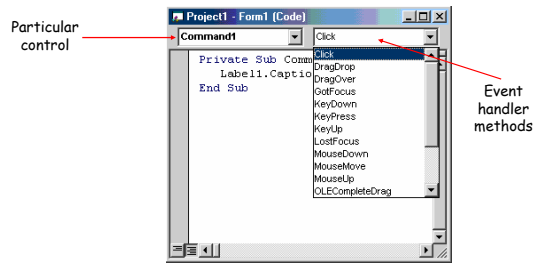 Project1 - Form1 (Code)
Particular
control
Command1
Click
Private Sub Comm
Label1.Captio
End Sub
Click
DragDrop
DragOver
GotFocus
KeyDown
KeyPress
KeyUp
LostFocus
MouseDown
MouseMove
MouseUp
OLECompleteDrag
Event
handler
methods